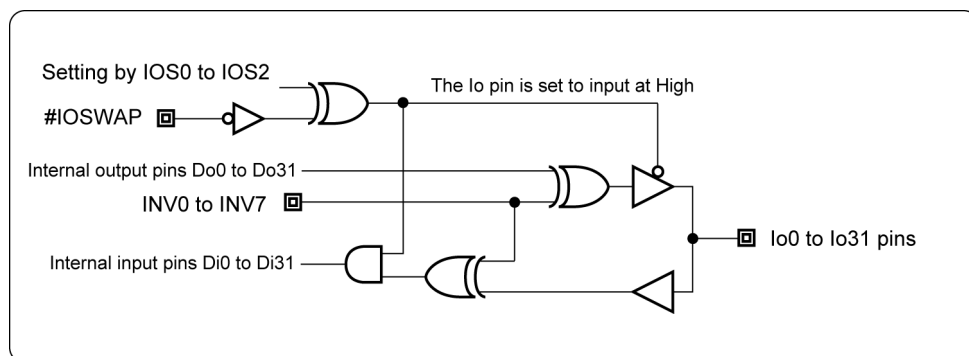 Setting by IOS0 to IOS2
The Io pin is set to input at High
#IOSWAP
Internal output pins Do0 to Do31
INV0 to INV7
Io0 to Io31 pins
Internal input pins Di0 to Di31